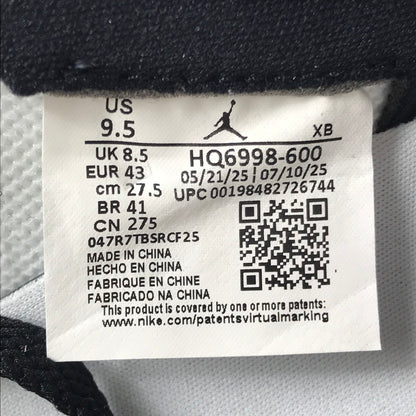 US
9.5
XB
UK 8.5
HQ6998-600
EUR 43
05/21/25 | 07/10/25
cm 27.5
UPC 00198482726744
BR 41
CN 275
047R7TBSRCF25
MADE IN CHINA
HECHO EN CHINA
FABRIQUE EN CHINE
FABRICADO NA CHINA
This product is covered by one or more patents:
www.nike.com/patentsvirtualmarking